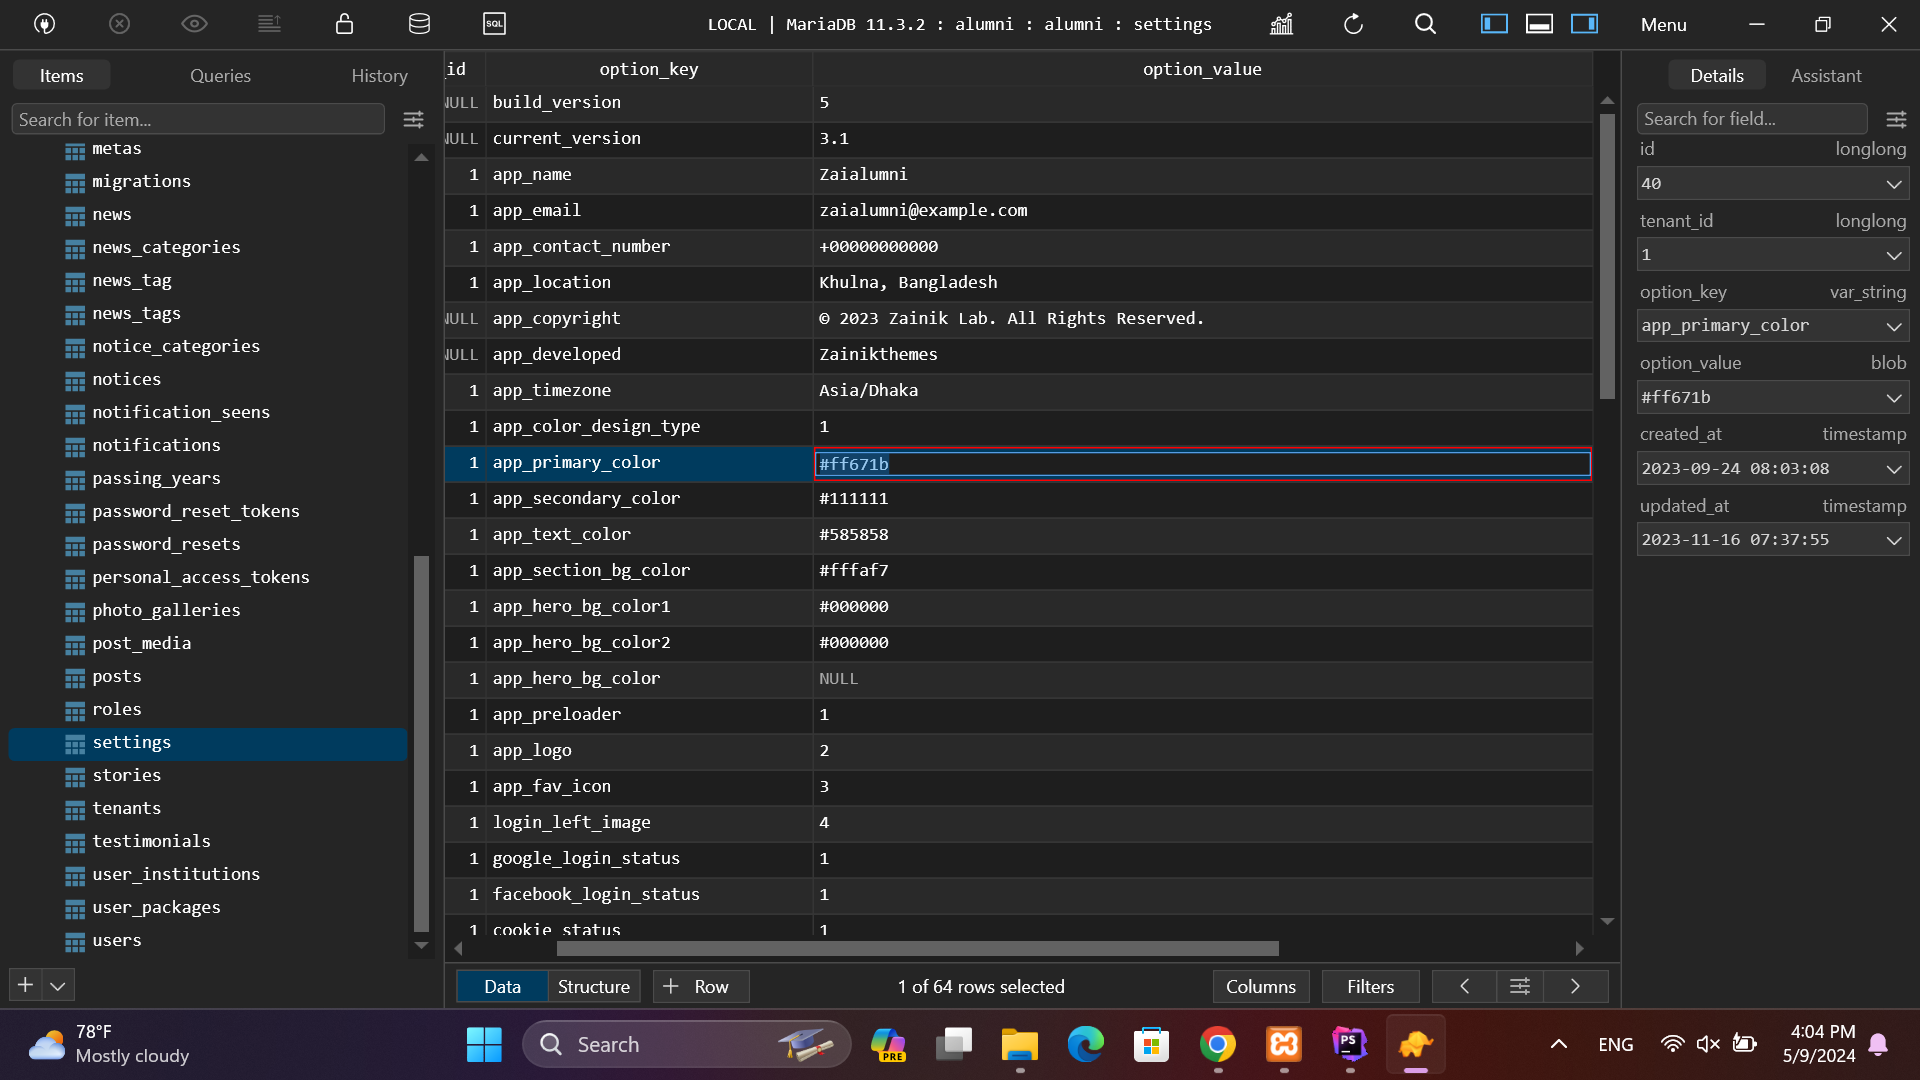 SQL
LOCAL | MariaDB 11.3.2 : alumni : alumni : settings
Menu
Items
Queries
History
Search for item...
metas
migrations
news
news_categories
news_tag
news_tags
notice_categories
notices
notification_seens
notifications
passing_years
password_reset_tokens
password_resets
personal_access_tokens
photo_galleries
post_media
posts
roles
settings
stories
tenants
testimonials
user_institutions
user_packages
users
_id option_key option_value
NULL build_version 5
NULL current_version 3.1
1 app_name Zaialumni
1 app_email zaialumni@example.com
1 app_contact_number +00000000000
1 app_location Khulna, Bangladesh
NULL app_copyright © 2023 Zainik Lab. All Rights Reserved.
NULL app_developed Zainikthemes
1 app_timezone Asia/Dhaka
1 app_color_design_type 1
1 app_primary_color #ff671b
1 app_secondary_color #111111
1 app_text_color #585858
1 app_section_bg_color #fffaf7
1 app_hero_bg_color1 #000000
1 app_hero_bg_color2 #000000
1 app_hero_bg_color NULL
1 app_preloader 1
1 app_logo 2
1 app_fav_icon 3
1 login_left_image 4
1 google_login_status 1
1 facebook_login_status 1
1 cookie_status 1
Data
Structure
+ Row
1 of 64 rows selected
Columns
Filters
Details
Assistant
Search for field...
id longlong
40
tenant_id longlong
1
option_key var_string
app_primary_color
option_value blob
#ff671b
created_at timestamp
2023-09-24 08:03:08
updated_at timestamp
2023-11-16 07:37:55
78°F
Mostly cloudy
Search
PRE
PS
ENG
4:04 PM
5/9/2024